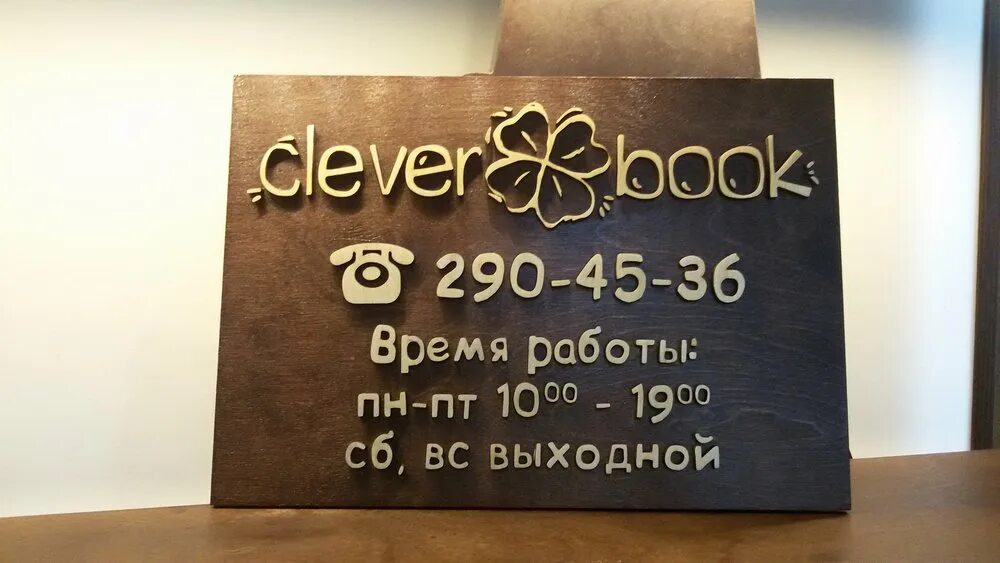 clever book
290-45-36
Время работы:
пн-пт 10⁰⁰ - 19⁰⁰
сб, вс выходной